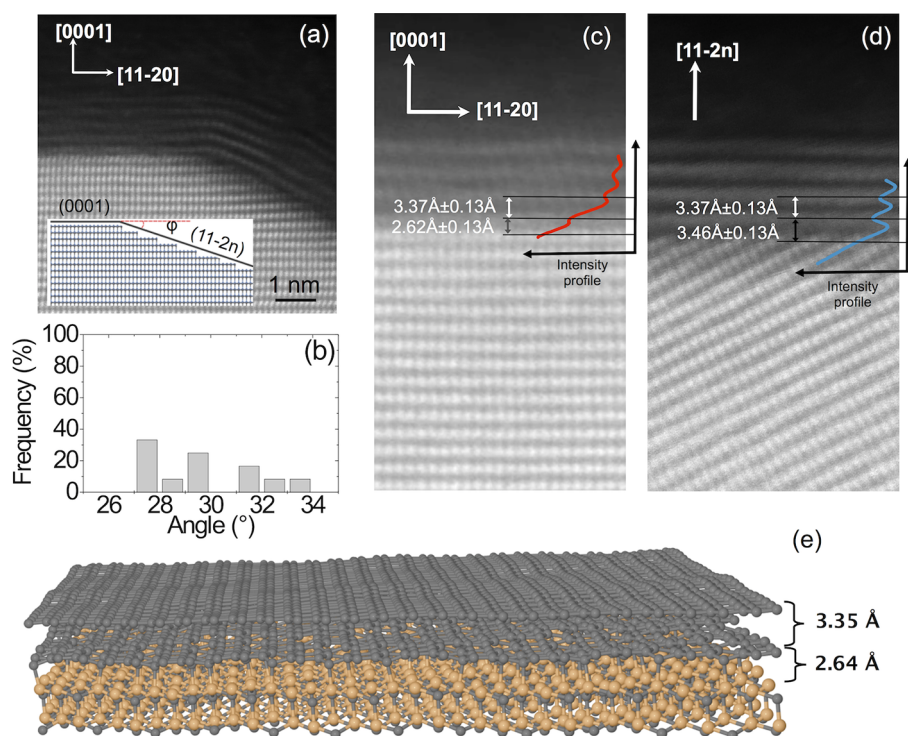 (a)
[0001]
[11-20]
(0001)
φ
(11-2n)
1 nm
(b)
100
80
60
40
20
0
Frequency (%)
26 28 30 32 34
Angle (°)
(c)
[0001]
[11-20]
3.37Å±0.13Å
2.62Å±0.13Å
Intensity
profile
(d)
[11-2n]
3.37Å±0.13Å
3.46Å±0.13Å
Intensity
profile
(e)
3.35 Å
2.64 Å